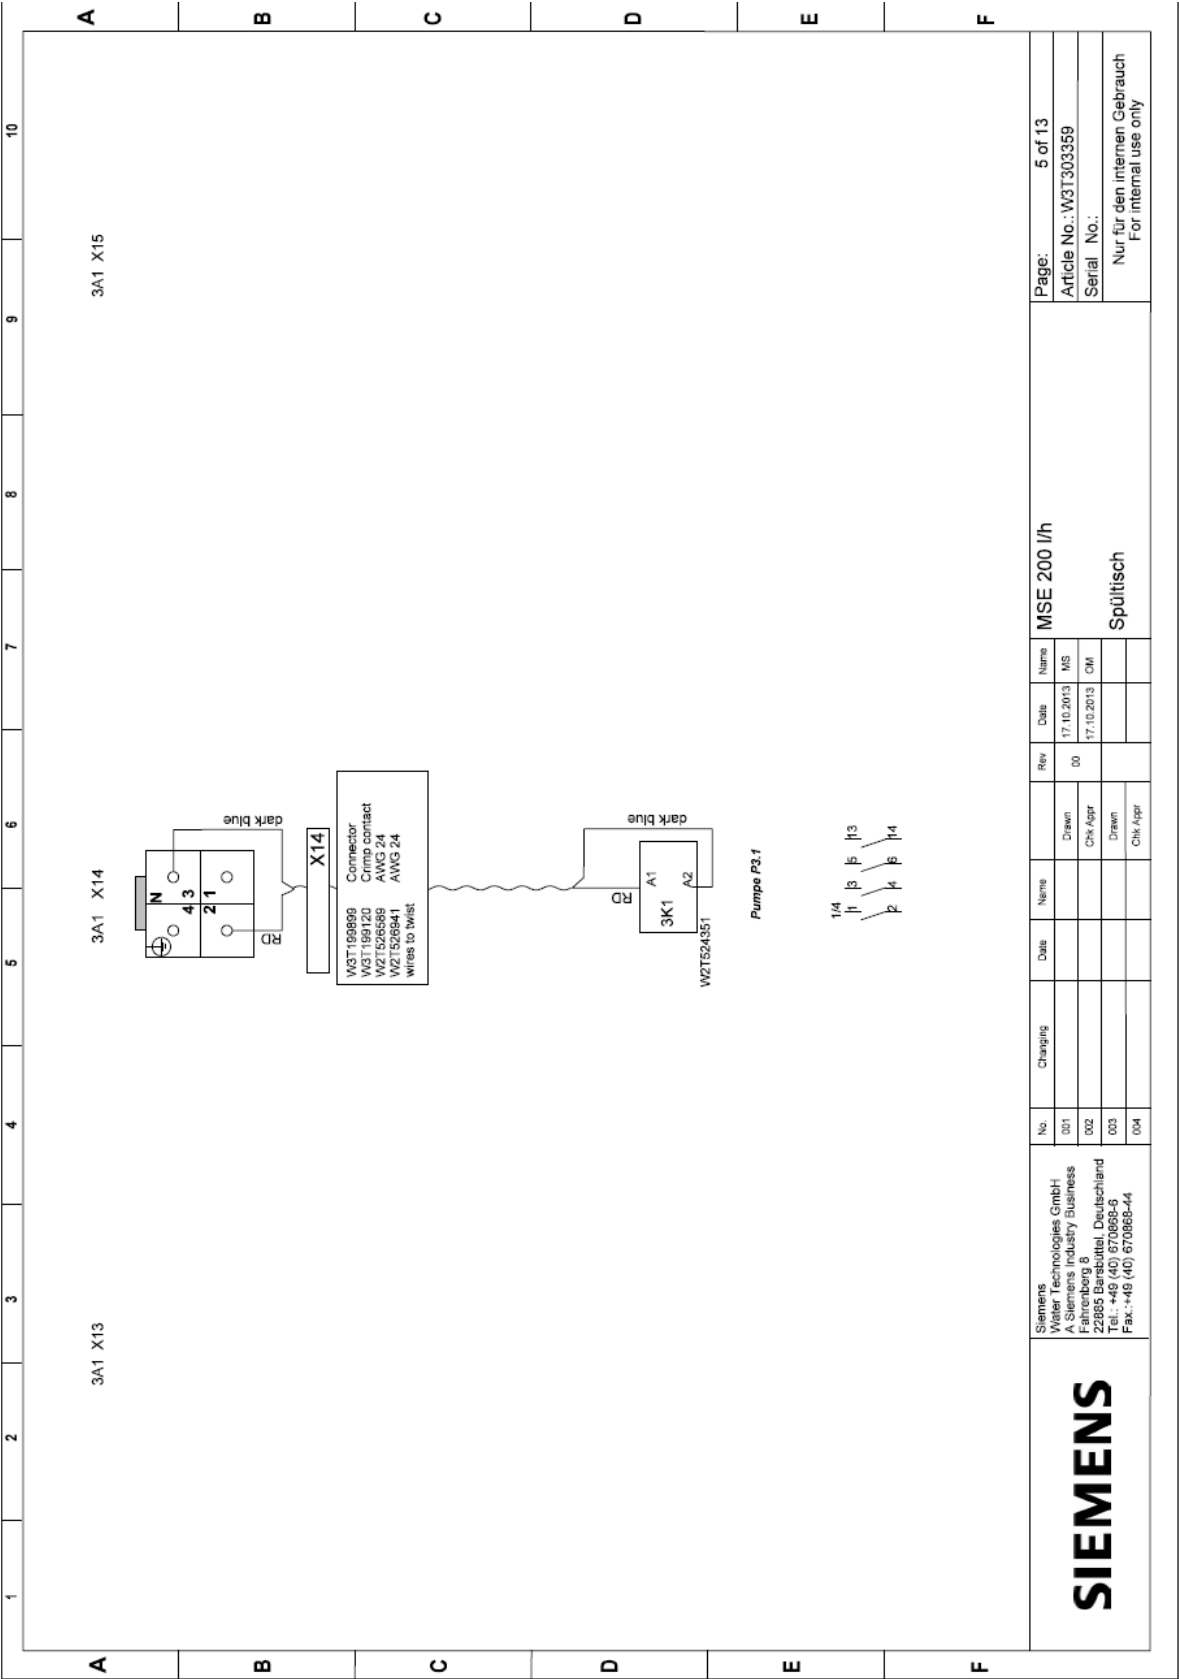 1 2 3 4 5 6 7 8 9 10
A A
B B
C C
D D
E E
F F
3A1 X13
3A1 X14
3A1 X15
N
4 3
2 1
RD
dark blue
X14
W3T199899 Connector
W3T199120 Crimp contact
W2T526589 AWG 24
W2T526941 AWG 24
wires to twist
RD
dark blue
3K1
A1
A2
W2T524351
Pumpe P3.1
1/4
1 3 5 13
2 4 6 14
SIEMENS
Siemens
Water Technologies GmbH
A Siemens Industry Business
Fahrenberg 8
22885 Barsbüttel, Deutschland
Tel.: +49 (40) 670868-6
Fax.:+49 (40) 670868-44
No. Changing Date Name Rev Date Name
001 Drawn 00 17.10.2013 MS
002 Chk Appr 17.10.2013 OM
003 Drawn
004 Chk Appr
MSE 200 l/h
Spültisch
Page: 5 of 13
Article No.: W3T303359
Serial No.:
Nur für den internen Gebrauch
For internal use only